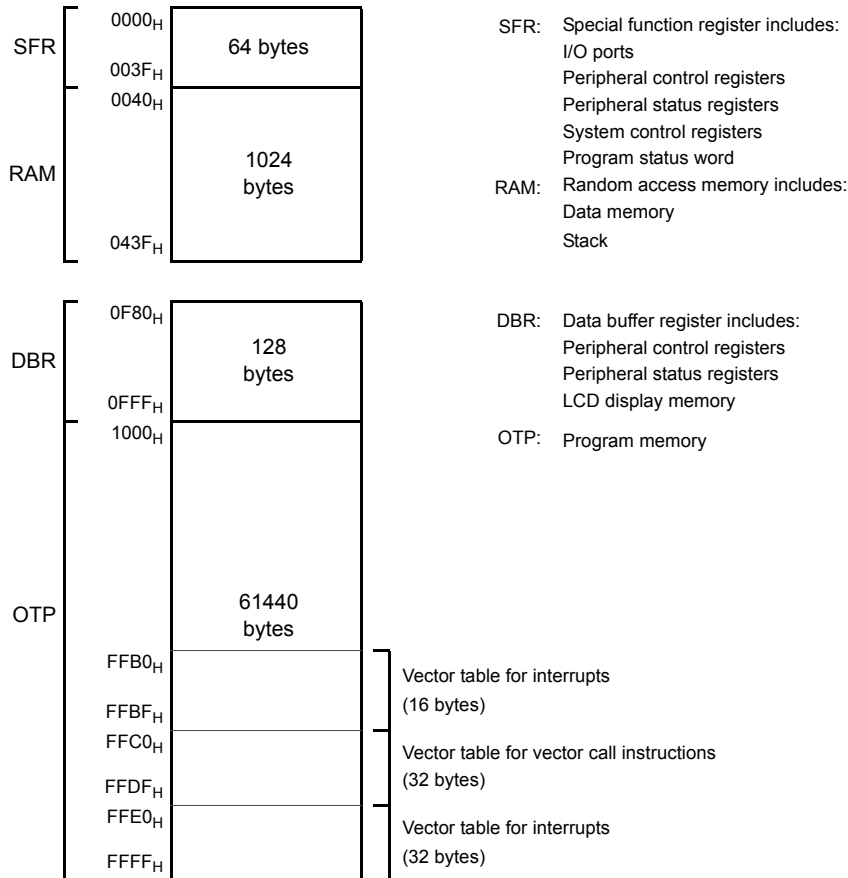 0000H
SFR
64 bytes
003FH
0040H
RAM
1024
bytes
043FH
SFR: Special function register includes:
I/O ports
Peripheral control registers
Peripheral status registers
System control registers
Program status word
RAM: Random access memory includes:
Data memory
Stack
0F80H
DBR
128
bytes
0FFFH
DBR: Data buffer register includes:
Peripheral control registers
Peripheral status registers
LCD display memory
1000H
OTP: Program memory
OTP
61440
bytes
FFB0H
Vector table for interrupts
(16 bytes)
FFBFH
FFC0H
Vector table for vector call instructions
(32 bytes)
FFDFH
FFE0H
Vector table for interrupts
(32 bytes)
FFFFH